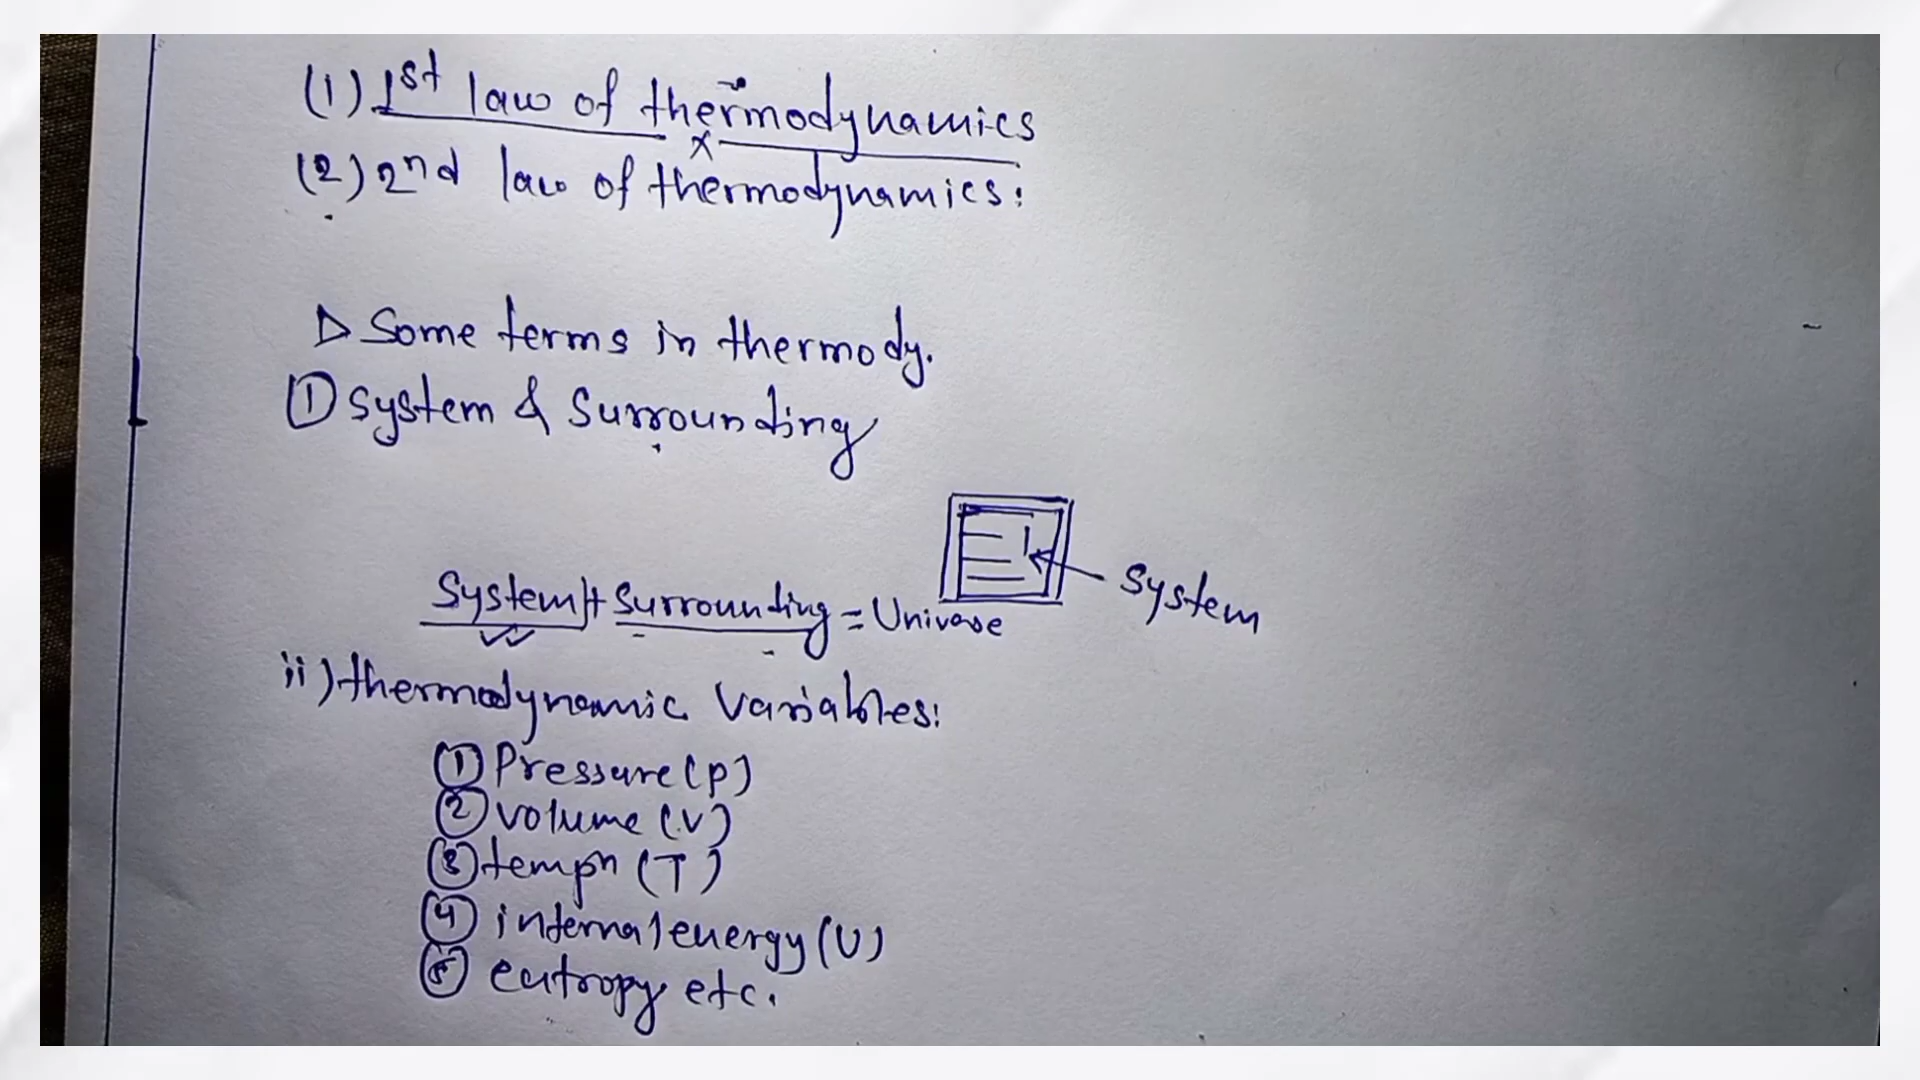 (1) 1st law of thermodynamics
(2) 2nd law of thermodynamics:
▷ Some terms in thermody.
① System & Surrounding
System + Surrounding = Univase
System
ii) thermodynamic Variables:
① Pressure (P)
② Volume (V)
③ tempn (T)
④ internal energy (U)
⑤ entropy etc.